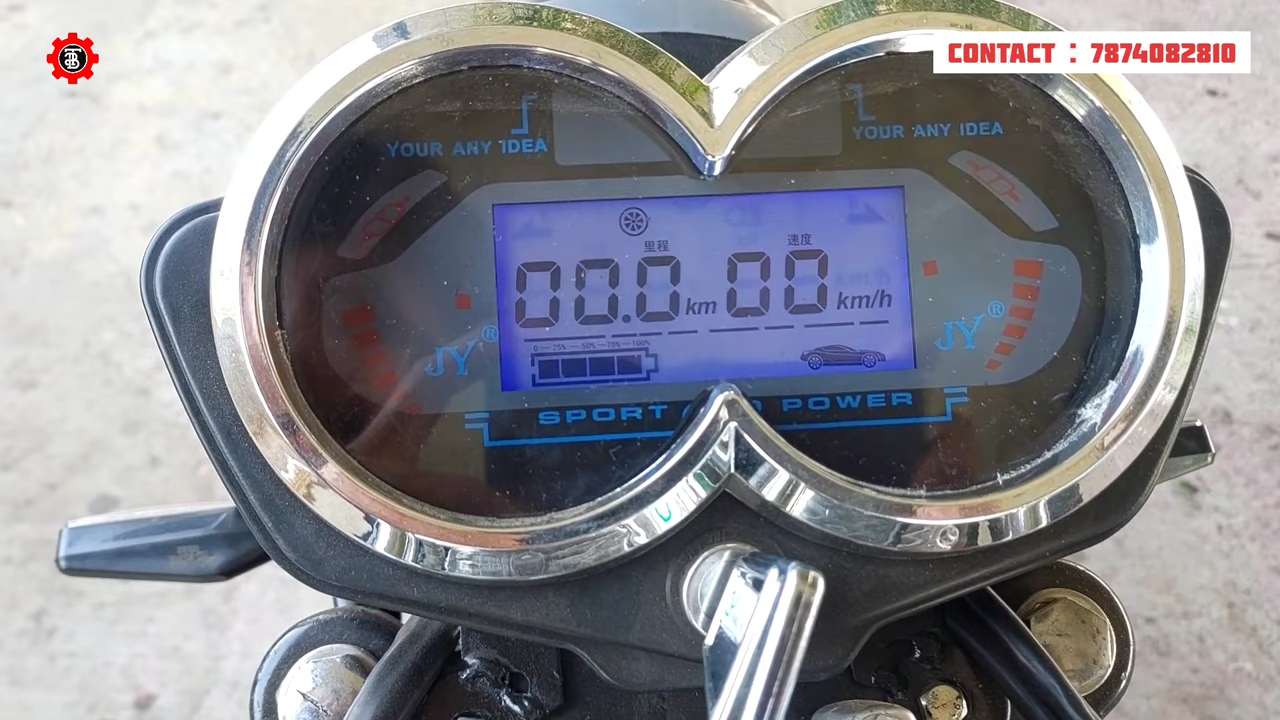 CONTACT : 7874082810
YOUR ANY IDEA
YOUR ANY IDEA
里程
速度
00.0 km
00 km/h
0—25%—50%—75%—100%
JY®
JY®
SPORT
POWER